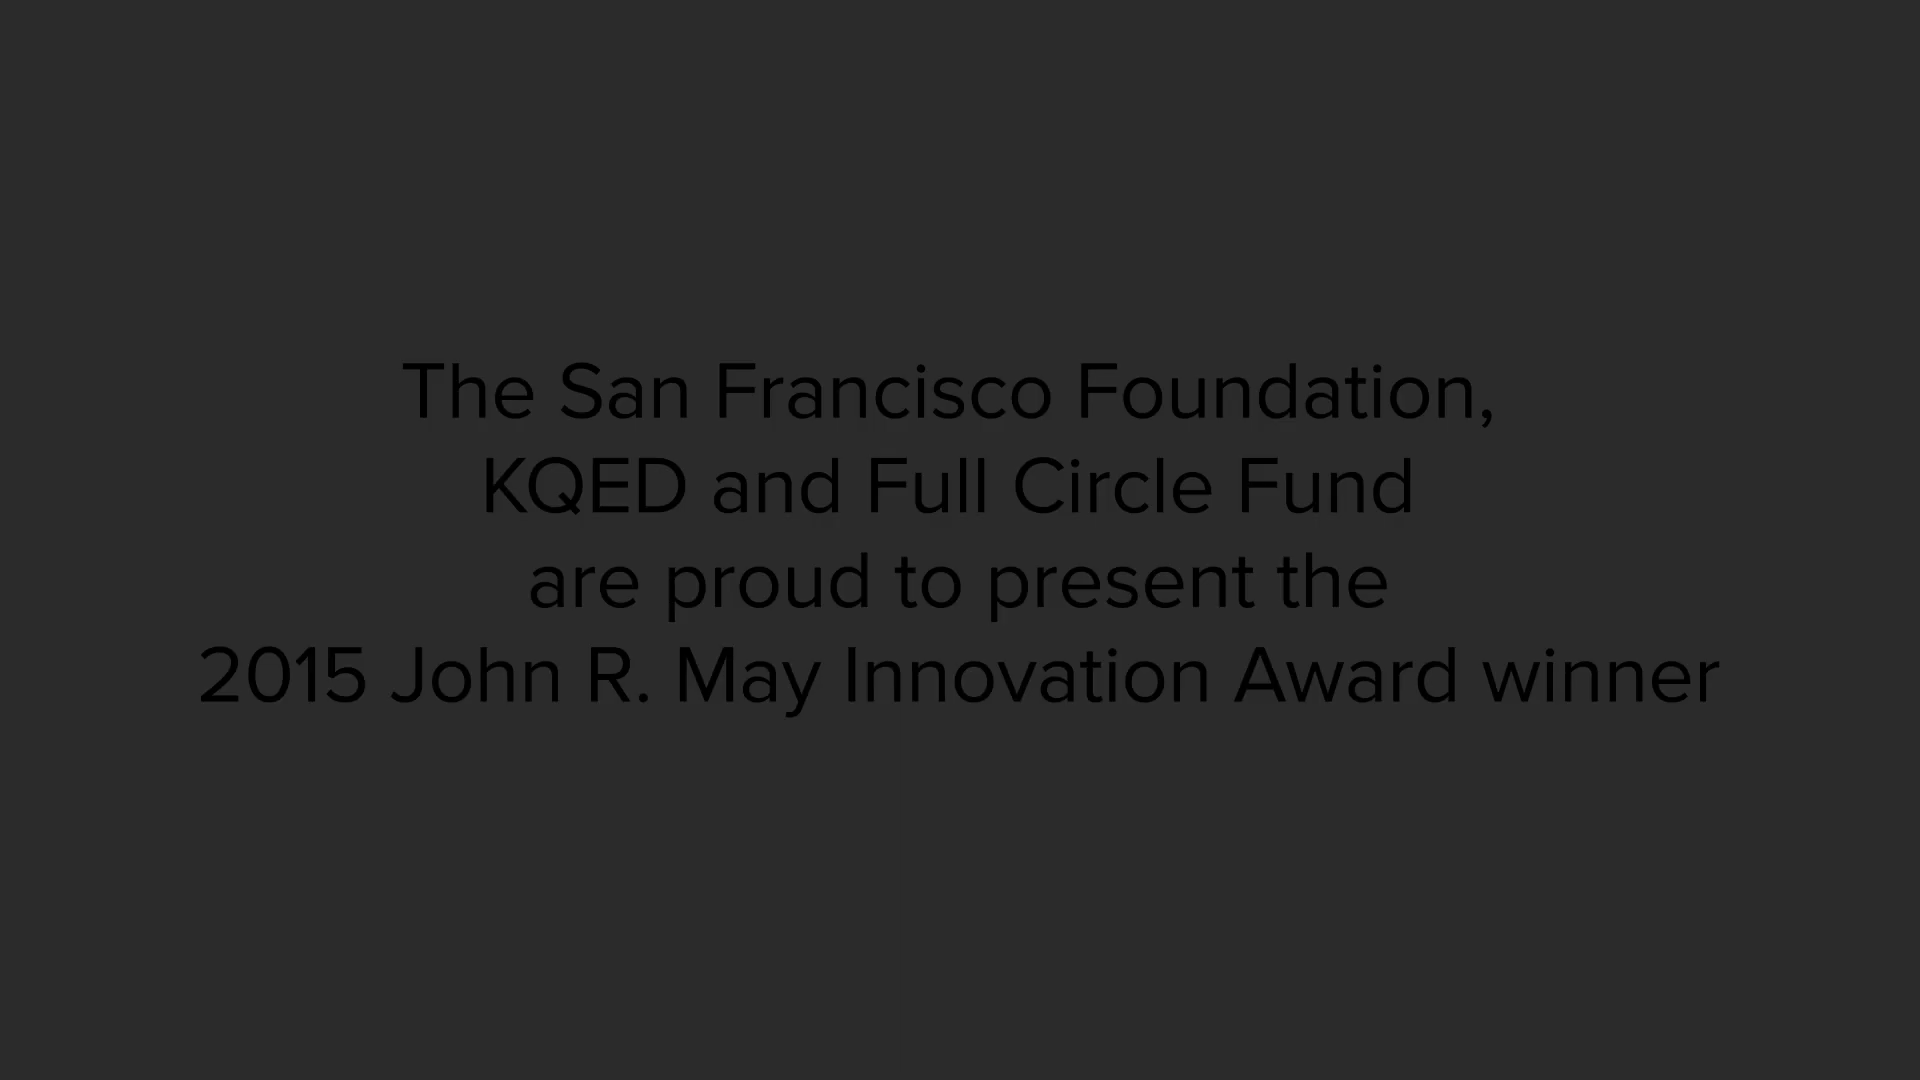 The San Francisco Foundation,
KQED and Full Circle Fund
are proud to present the
2015 John R. May Innovation Award winner